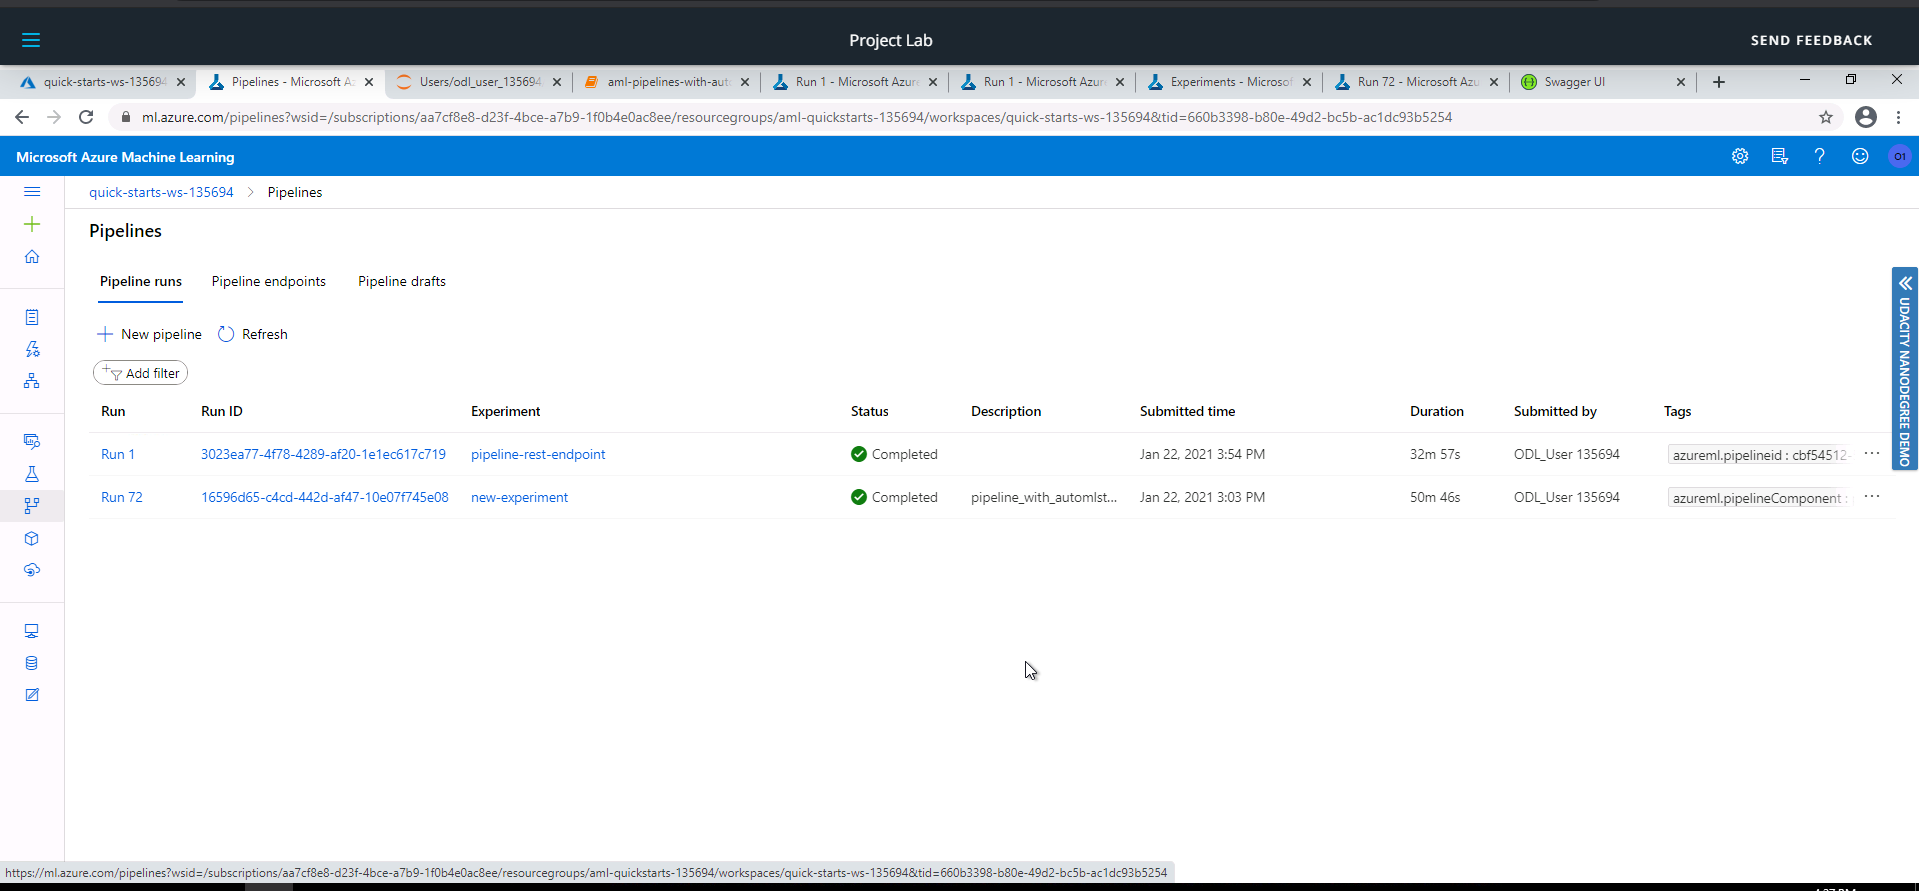 Project Lab
SEND FEEDBACK
quick-starts-ws-135694
Pipelines - Microsoft Az
Users/odl_user_135694
aml-pipelines-with-aut
Run 1 - Microsoft Azure
Run 1 - Microsoft Azur
Experiments - Microsof
Run 72 - Microsoft Azu
Swagger UI
ml.azure.com/pipelines?wsid=/subscriptions/aa7cf8e8-d23f-4bce-a7b9-1f0b4e0ac8ee/resourcegroups/aml-quickstarts-135694/workspaces/quick-starts-ws-135694&tid=660b3398-b80e-49d2-bc5b-ac1dc93b5254
Microsoft Azure Machine Learning
O1
quick-starts-ws-135694 > Pipelines
Pipelines
Pipeline runs Pipeline endpoints Pipeline drafts
New pipeline Refresh
Add filter
Run Run ID Experiment Status Description Submitted time Duration Submitted by Tags
Run 1 3023ea77-4f78-4289-af20-1e1ec617c719 pipeline-rest-endpoint Completed Jan 22, 2021 3:54 PM 32m 57s ODL_User 135694 azureml.pipelineid : cbf54512-
Run 72 16596d65-c4cd-442d-af47-10e07f745e08 new-experiment Completed pipeline_with_automlst... Jan 22, 2021 3:03 PM 50m 46s ODL_User 135694 azureml.pipelineComponent :
UDACITY NANODEGREE DEMO
https://ml.azure.com/pipelines?wsid=/subscriptions/aa7cf8e8-d23f-4bce-a7b9-1f0b4e0ac8ee/resourcegroups/aml-quickstarts-135694/workspaces/quick-starts-ws-135694&tid=660b3398-b80e-49d2-bc5b-ac1dc93b5254